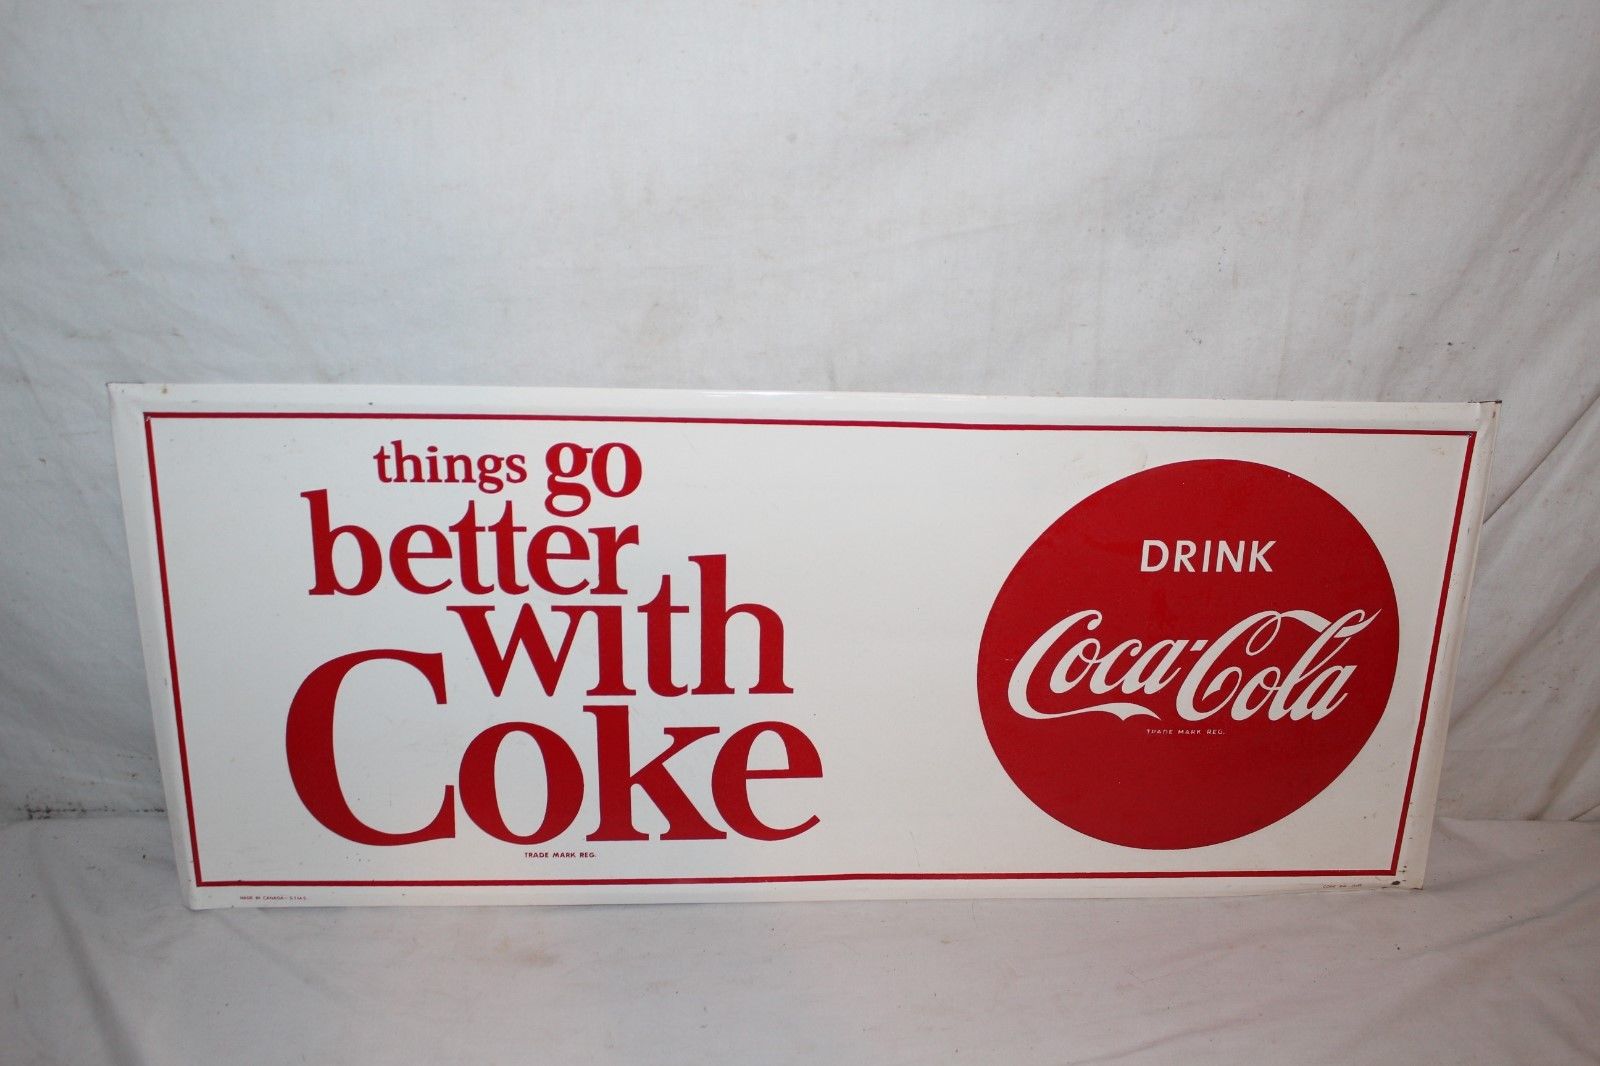 things go
better
with
Coke
TRADE MARK REG.
DRINK
Coca-Cola
TRADE MARK REG.
MADE IN CANADA - S.T.M.S.